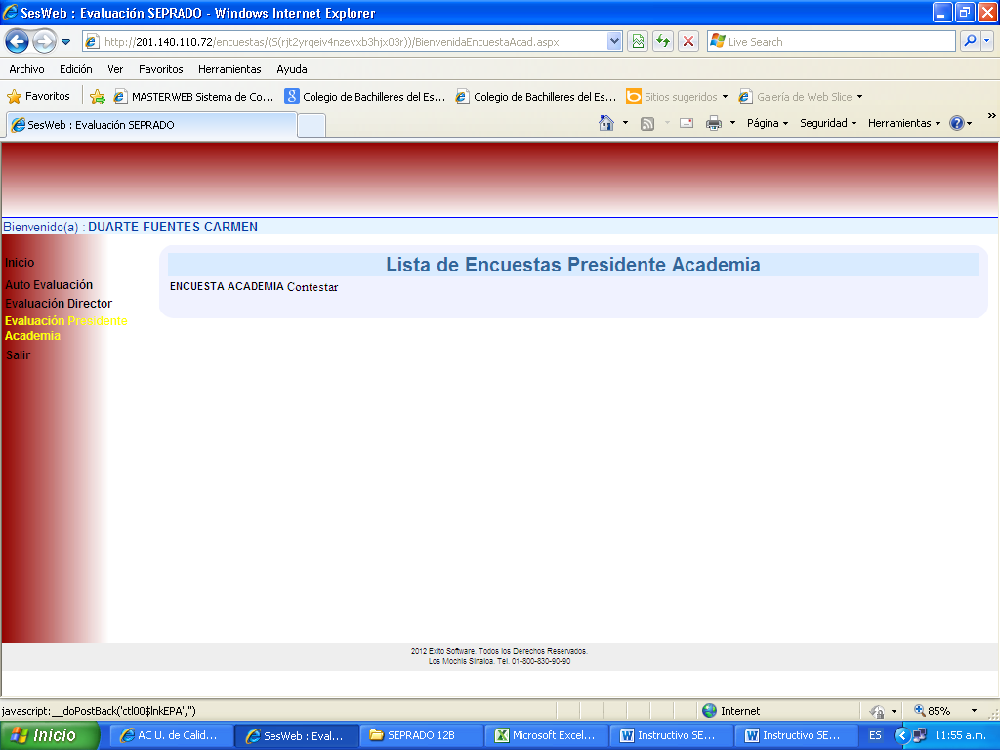 SesWeb : Evaluación SEPRADO - Windows Internet Explorer
http://201.140.110.72/encuestas/(S(rjt2yrqeiv4nzevxb3hjx03r))/BienvenidaEncuestaAcad.aspx
Live Search
Archivo Edición Ver Favoritos Herramientas Ayuda
Favoritos MASTERWEB Sistema de Co... Colegio de Bachilleres del Es... Colegio de Bachilleres del Es... Sitios sugeridos Galería de Web Slice
SesWeb : Evaluación SEPRADO
Página Seguridad Herramientas
Bienvenido(a) : DUARTE FUENTES CARMEN
Inicio
Auto Evaluación
Evaluación Director
Evaluación Presidente
Academia
Salir
Lista de Encuestas Presidente Academia
ENCUESTA ACADEMIA Contestar
2012 Exito Software. Todos los Derechos Reservados.
Los Mochis Sinaloa. Tel. 01-800-830-90-90
javascript:__doPostBack('ctl00$lnkEPA','')
Internet
85%
Inicio
AC U. de Calid...
SesWeb : Eval...
SEPRADO 12B
Microsoft Excel...
Instructivo SE...
Instructivo SE...
ES
11:55 a.m.